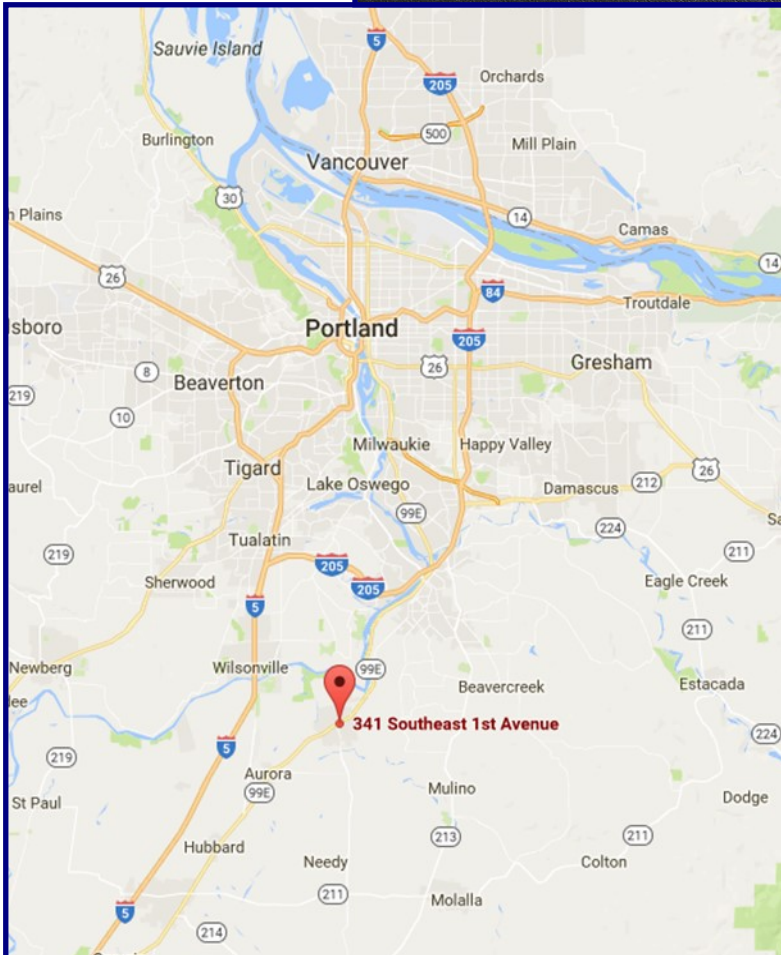 5
Sauvie Island
205
Orchards
Burlington
500
Mill Plain
Vancouver
30
n Plains
14
Camas
26
14
84
Troutdale
lsboro
Portland
205
8
26
Gresham
219
Beaverton
10
Milwaukie
Happy Valley
Tigard
26
aurel
Lake Oswego
212
99E
Damascus
224
219
Tualatin
211
205
205
Sherwood
Eagle Creek
5
211
Newberg
Wilsonville
99E
lee
Beavercreek
Estacada
341 Southeast 1st Avenue
5
224
219
Aurora
99E
Mulino
Dodge
St Paul
213
211
Hubbard
Needy
Colton
211
Molalla
5
214